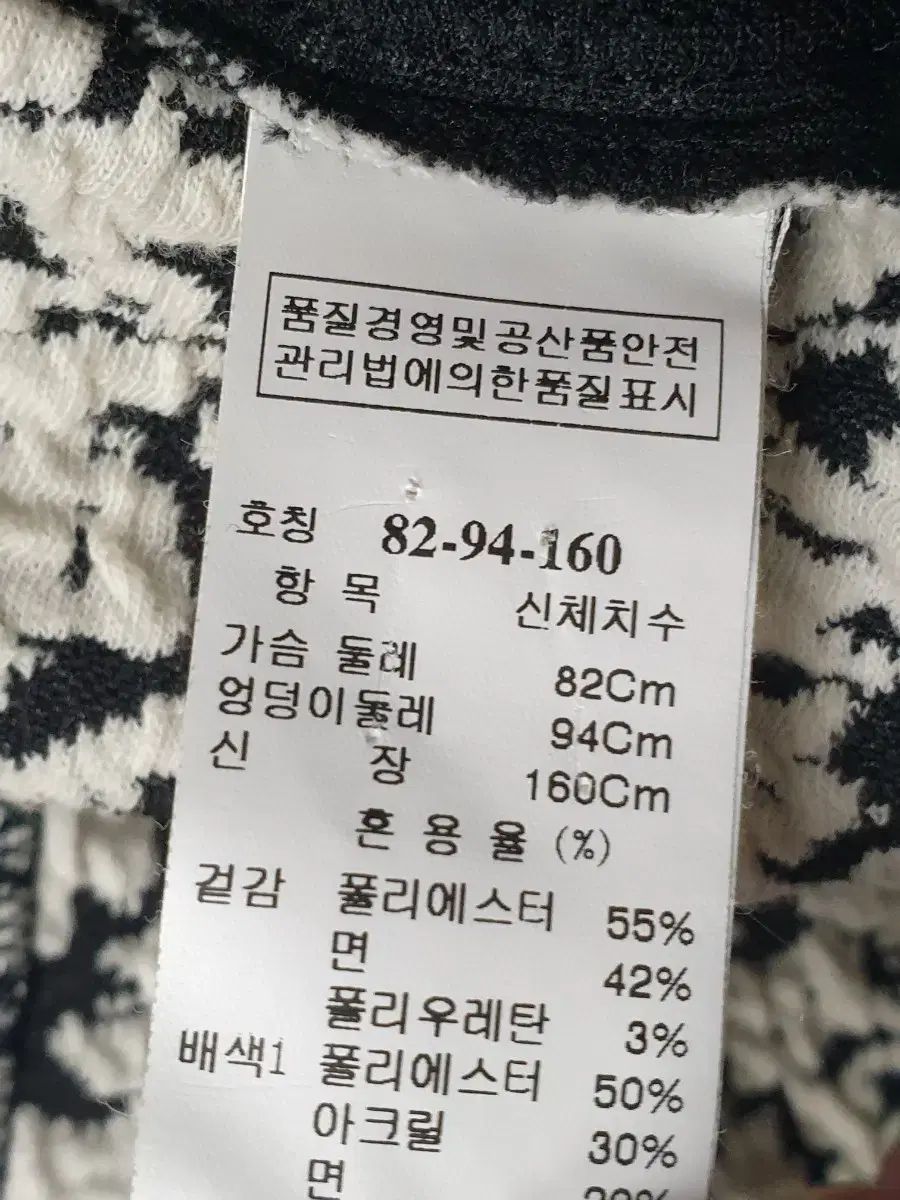 품질경영및공산품안전
관리법에의한품질표시
호칭 82-94-160
항 목 신체치수
가슴 둘레 82Cm
엉덩이둘레 94Cm
신 장 160Cm
혼 용 율 (%)
겉감 폴리에스터 55%
면 42%
폴리우레탄 3%
배색1 폴리에스터 50%
아크릴 30%
면